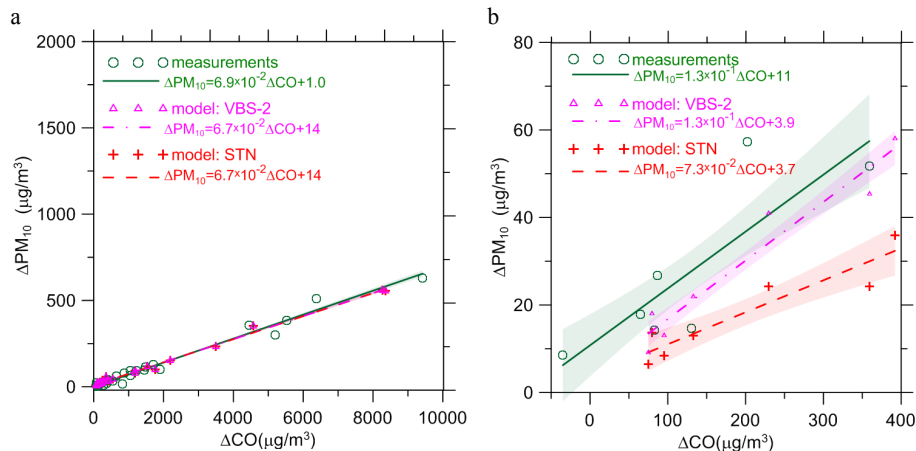 a
2000
1500
1000
500
0
ΔPM₁₀ (μg/m³)
measurements
ΔPM₁₀=6.9×10⁻²ΔCO+1.0
model: VBS-2
ΔPM₁₀=6.7×10⁻²ΔCO+14
model: STN
ΔPM₁₀=6.7×10⁻²ΔCO+14
0 2000 4000 6000 8000 10000
ΔCO(μg/m³)
b
80
60
40
20
0
ΔPM₁₀ (μg/m³)
measurements
ΔPM₁₀=1.3×10⁻¹ΔCO+11
model: VBS-2
ΔPM₁₀=1.3×10⁻¹ΔCO+3.9
model: STN
ΔPM₁₀=7.3×10⁻²ΔCO+3.7
0 100 200 300 400
ΔCO(μg/m³)